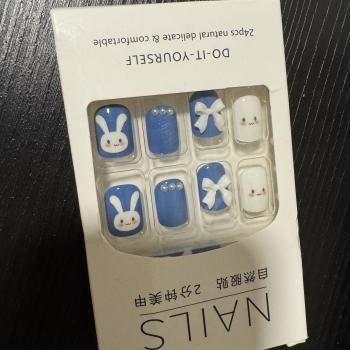 NAILS
自然服贴 2分钟美甲
DO-IT-YOURSELF
24pcs natural delicate & comfortable